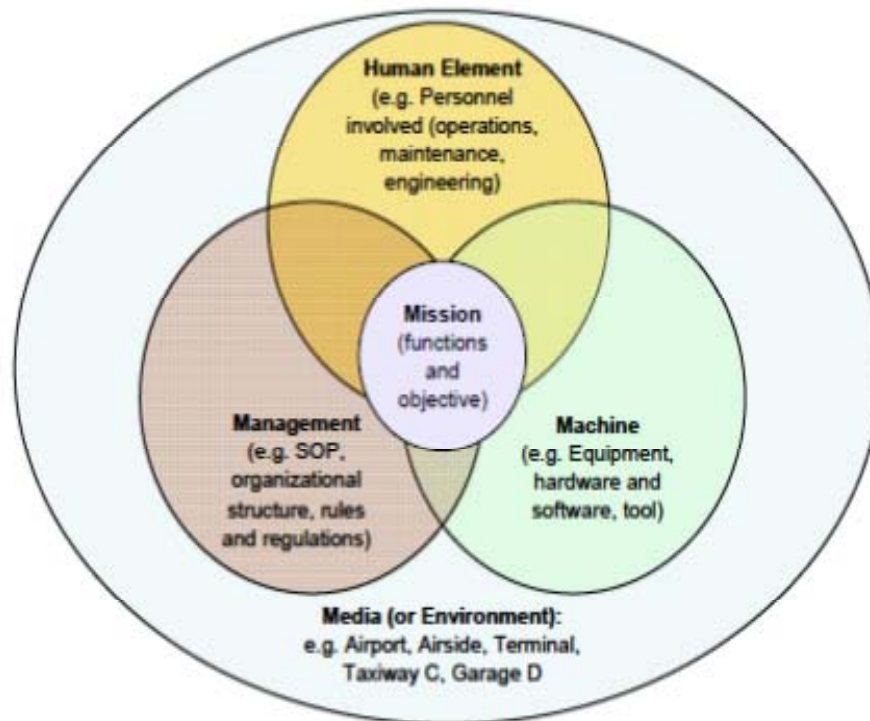 Human Element
(e.g. Personnel
involved (operations,
maintenance,
engineering)
Mission
(functions
and
objective)
Management
(e.g. SOP,
organizational
structure, rules
and regulations)
Machine
(e.g. Equipment,
hardware and
software, tool)
Media (or Environment):
e.g. Airport, Airside, Terminal,
Taxiway C, Garage D